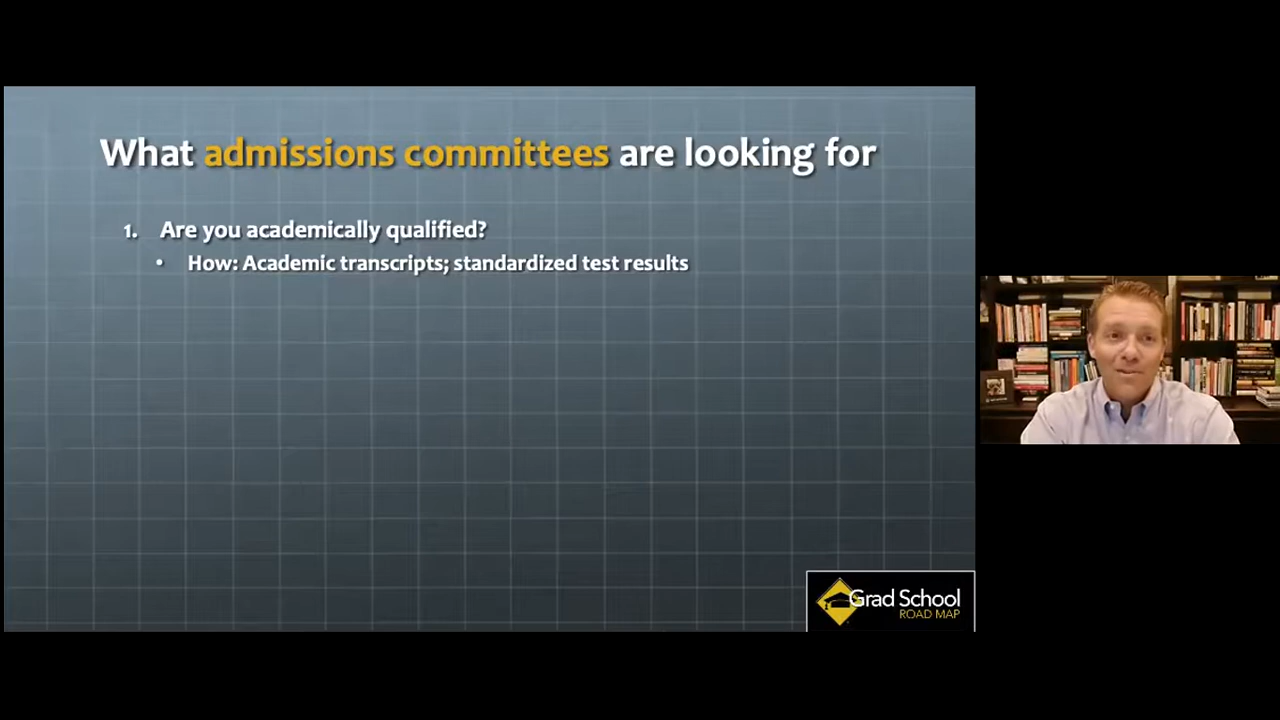 What admissions committees are looking for
1. Are you academically qualified?
• How: Academic transcripts; standardized test results
Grad School
ROAD MAP